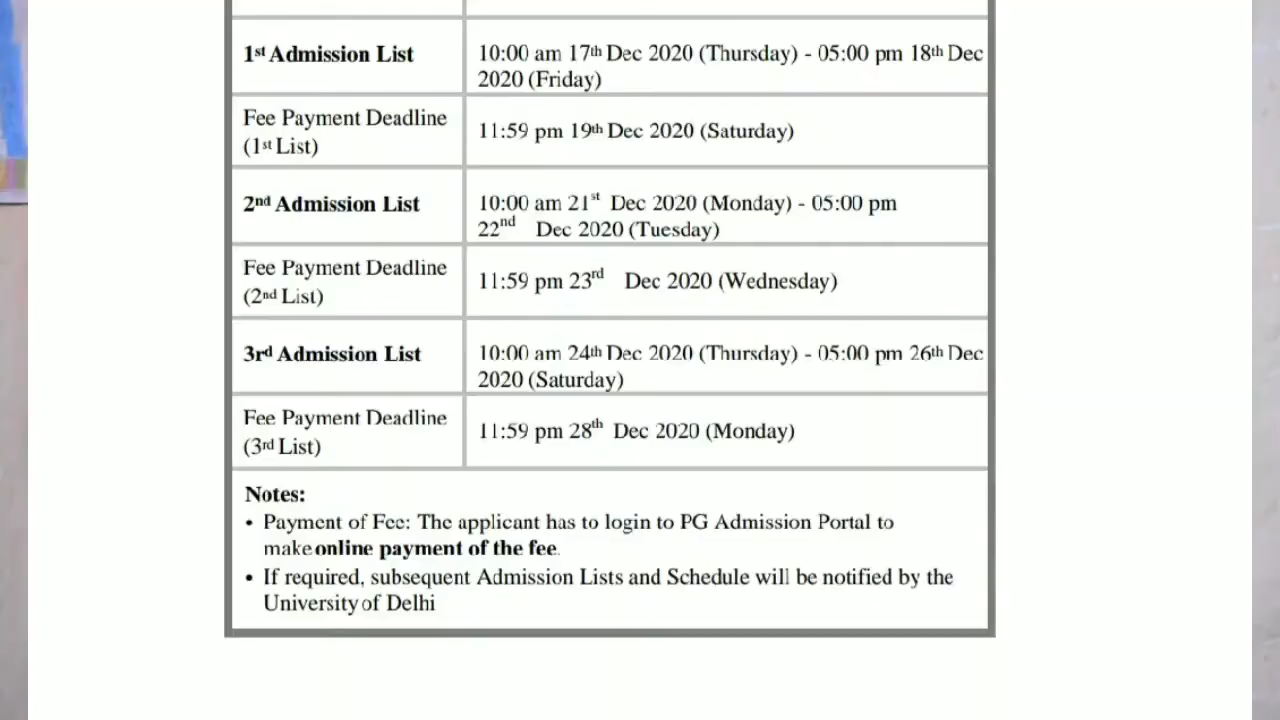 1st Admission List
10:00 am 17th Dec 2020 (Thursday) - 05:00 pm 18th Dec
2020 (Friday)
Fee Payment Deadline
(1st List)
11:59 pm 19th Dec 2020 (Saturday)
2nd Admission List
10:00 am 21st Dec 2020 (Monday) - 05:00 pm
22nd Dec 2020 (Tuesday)
Fee Payment Deadline
(2nd List)
11:59 pm 23rd Dec 2020 (Wednesday)
3rd Admission List
10:00 am 24th Dec 2020 (Thursday) - 05:00 pm 26th Dec
2020 (Saturday)
Fee Payment Deadline
(3rd List)
11:59 pm 28th Dec 2020 (Monday)
Notes:
• Payment of Fee: The applicant has to login to PG Admission Portal to
make online payment of the fee.
• If required, subsequent Admission Lists and Schedule will be notified by the
University of Delhi